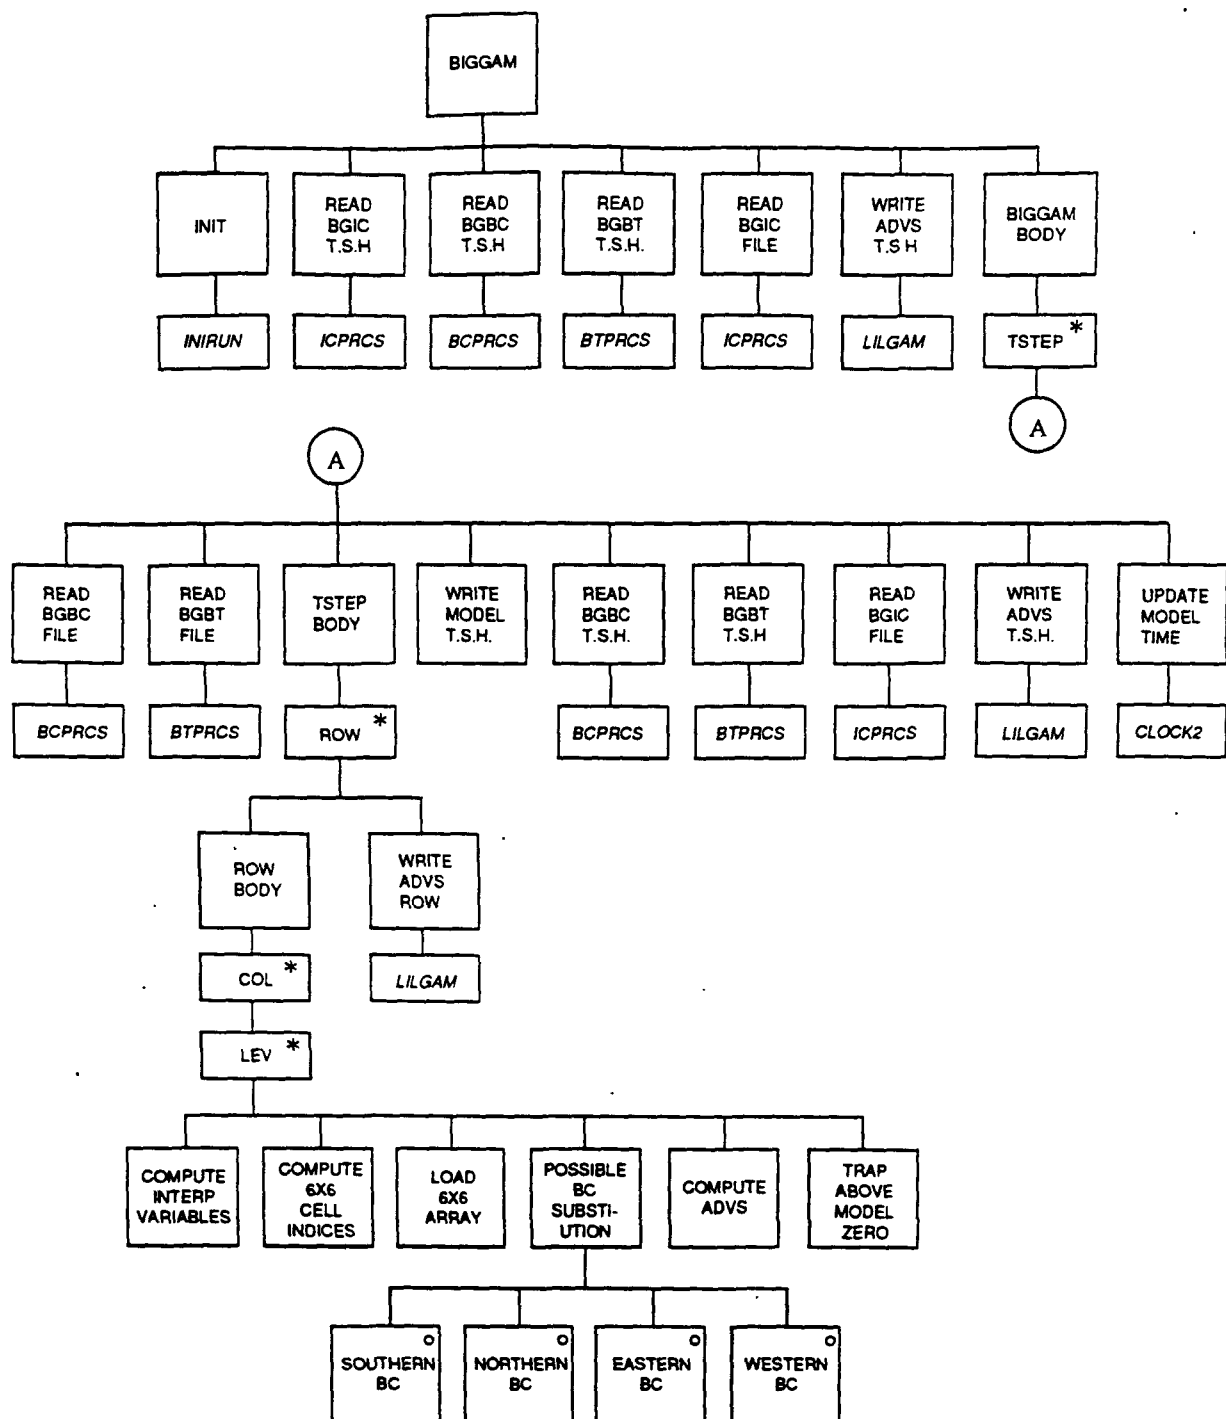 BIGGAM
INIT
READ
BGIC
T.S.H
READ
BGBC
T.S.H
READ
BGBT
T.S.H.
READ
BGIC
FILE
WRITE
ADVS
T.S H
BIGGAM
BODY
INIRUN
ICPRCS
BCPRCS
BTPRCS
ICPRCS
LILGAM
TSTEP *
A
A
READ
BGBC
FILE
READ
BGBT
FILE
TSTEP
BODY
WRITE
MODEL
T.S.H.
READ
BGBC
T.S.H.
READ
BGBT
T.S.H
READ
BGIC
FILE
WRITE
ADVS
T.S.H.
UPDATE
MODEL
TIME
BCPRCS
BTPRCS
ROW *
BCPRCS
BTPRCS
ICPRCS
LILGAM
CLOCK2
ROW
BODY
WRITE
ADVS
ROW
COL *
LILGAM
LEV *
COMPUTE
INTERP
VARIABLES
COMPUTE
6X6
CELL
INDICES
LOAD
6X6
ARRAY
POSSIBLE
BC
SUBSTI-
UTION
COMPUTE
ADVS
TRAP
ABOVE
MODEL
ZERO
o
SOUTHERN
BC
o
NORTHERN
BC
o
EASTERN
BC
o
WESTERN
BC